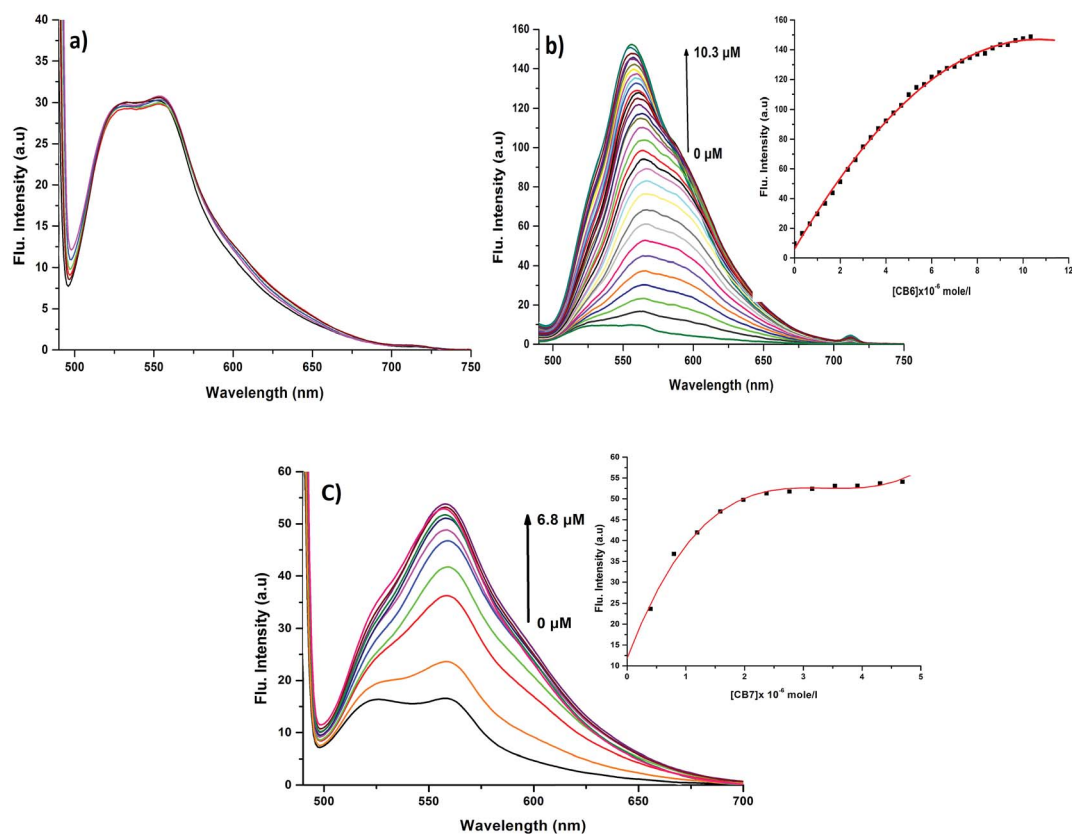 a)
40
35
30
25
20
15
10
5
0
Flu. Intensity (a.u)
500 550 600 650 700 750
Wavelength (nm)
b)
160
140
120
100
80
60
40
20
0
Flu. Intensity (a.u)
10.3 µM
0 µM
500 550 600 650 700 750
Wavelength (nm)
160
140
120
100
80
60
40
20
0
Flu. Intensity (a.u)
0 2 4 6 8 10 12
[CB6]x10⁻⁶ mole/l
C)
60
50
40
30
20
10
0
Flu. Intensity (a.u)
6.8 µM
0 µM
500 550 600 650 700
Wavelength (nm)
60
55
50
45
40
35
30
25
20
15
10
Flu. Intensity (a.u)
0 1 2 3 4 5
[CB7]x 10⁻⁶ mole/l